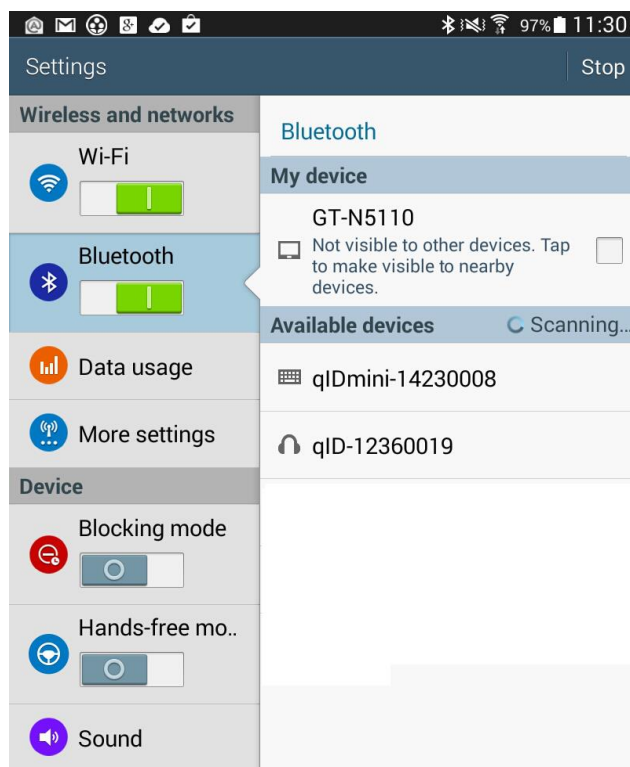 97% 11:30
Settings
Stop
Wireless and networks
Wi-Fi
Bluetooth
Data usage
More settings
Device
Blocking mode
Hands-free mo..
Sound
Bluetooth
My device
GT-N5110
Not visible to other devices. Tap
to make visible to nearby
devices.
Available devices
Scanning...
qIDmini-14230008
qID-12360019